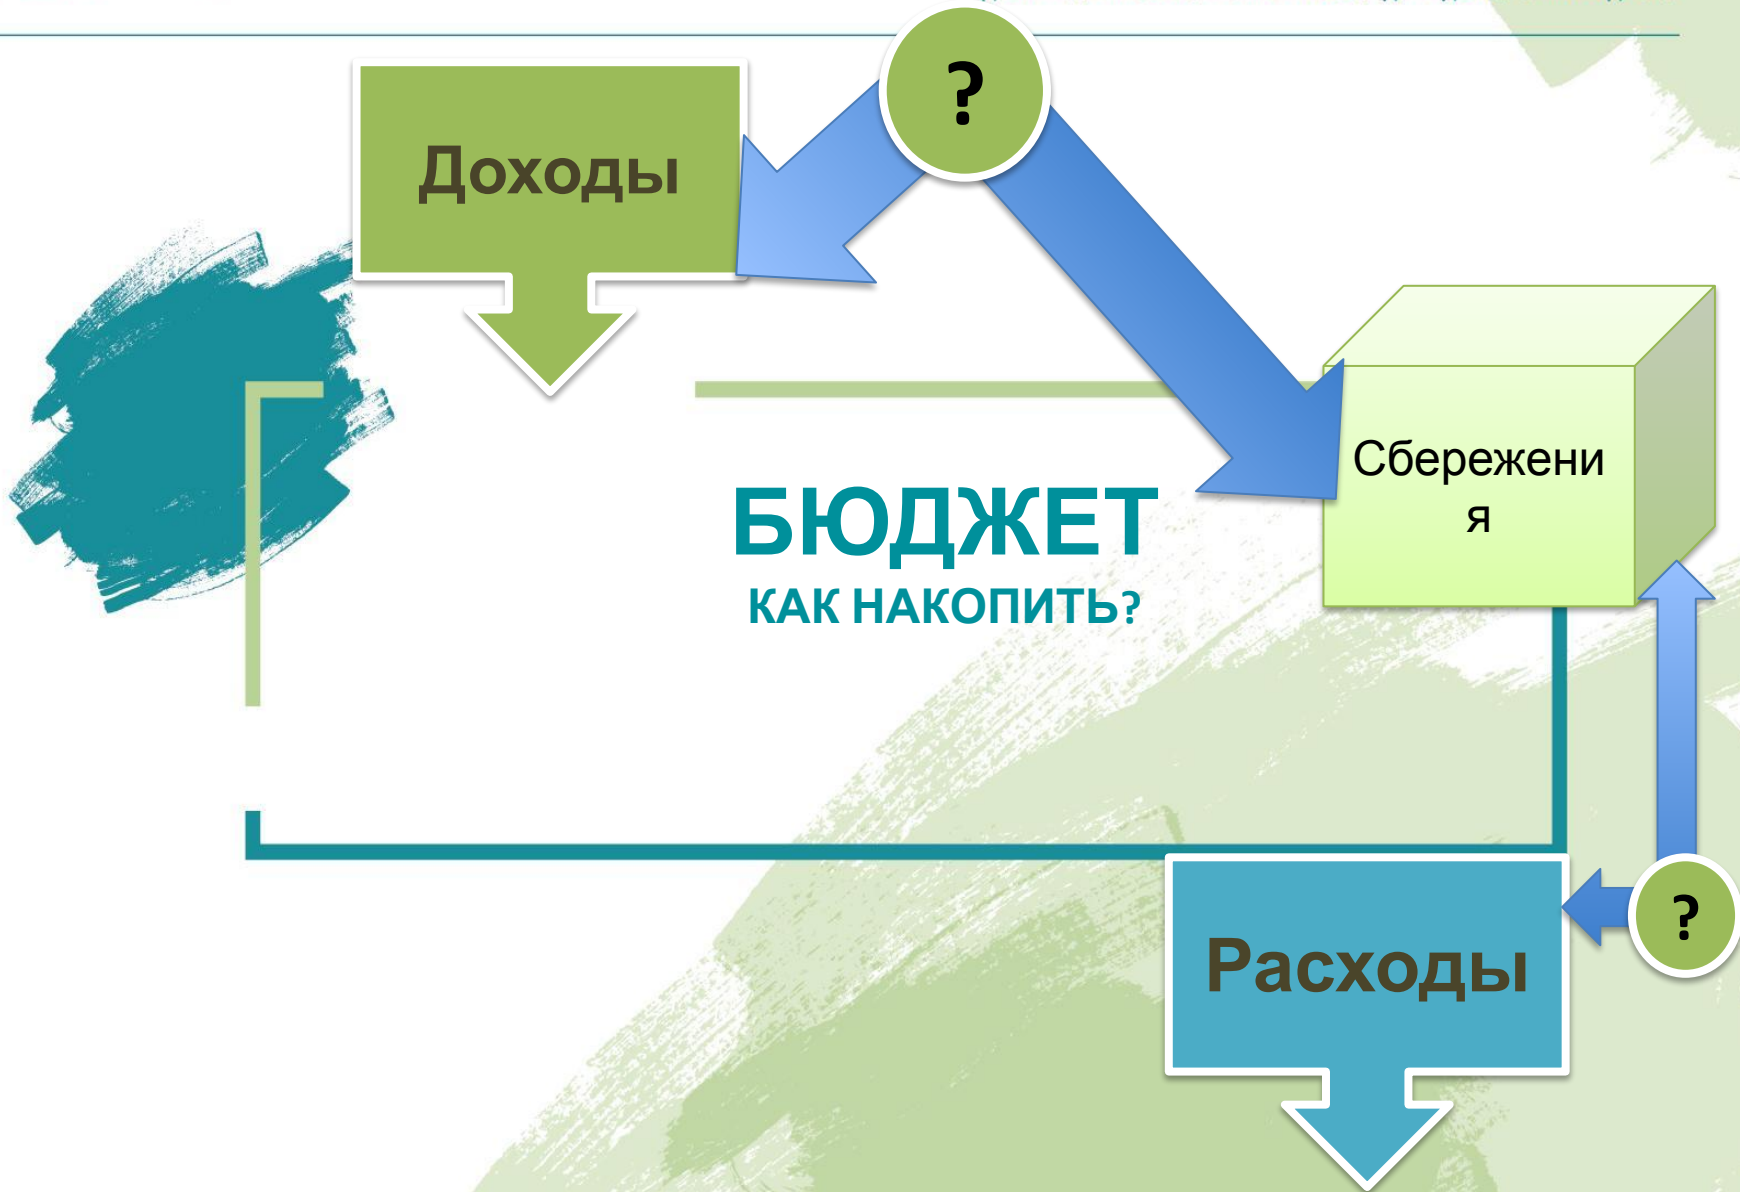 ?
Доходы
Сбережени
я
БЮДЖЕТ
КАК НАКОПИТЬ?
?
Расходы